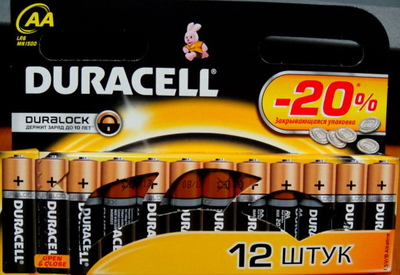 AA
LR6
MN1500
DURACELL
DURALOCK
ДЕРЖИТ ЗАРЯД ДО 10 ЛЕТ
-20%*
Закрывающаяся упаковка
OPEN
& CLOSE
12 ШТУК